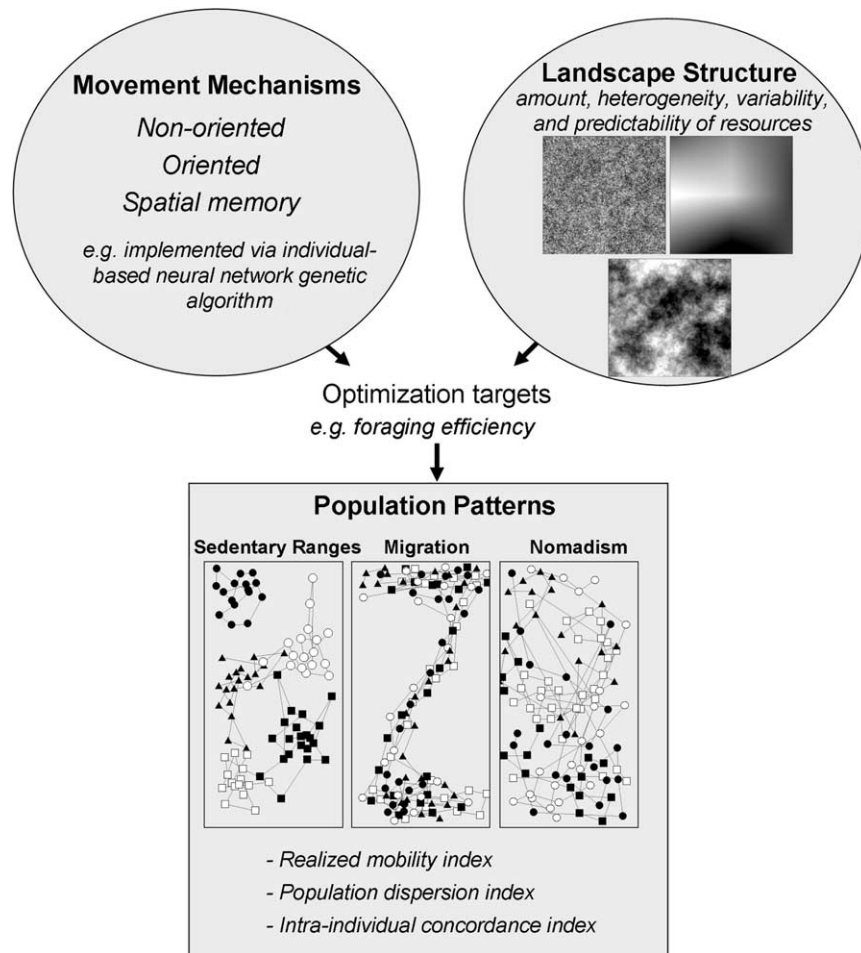 Movement Mechanisms
Non-oriented
Oriented
Spatial memory
e.g. implemented via individual-
based neural network genetic
algorithm
Landscape Structure
amount, heterogeneity, variability,
and predictability of resources
Optimization targets
e.g. foraging efficiency
Population Patterns
Sedentary Ranges Migration Nomadism
- Realized mobility index
- Population dispersion index
- Intra-individual concordance index